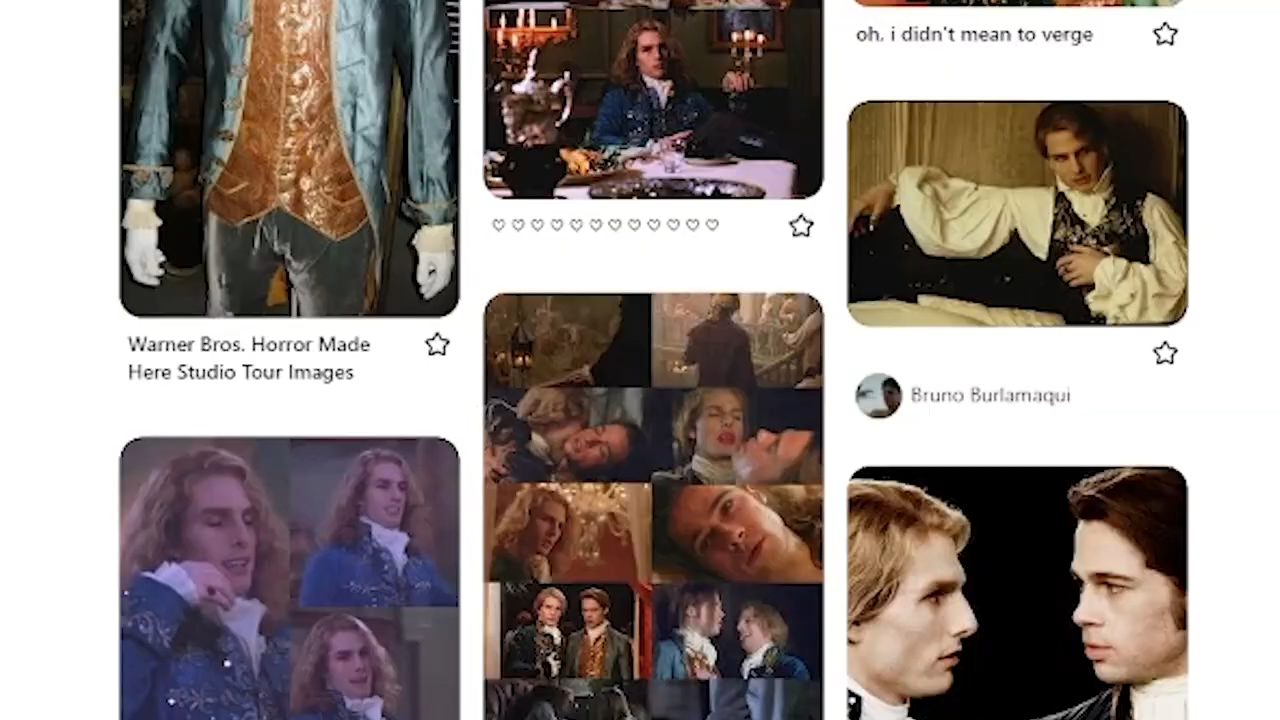 oh, i didn't mean to verge
♡ ♡ ♡ ♡ ♡ ♡ ♡ ♡ ♡ ♡ ♡ ♡
Warner Bros. Horror Made
Here Studio Tour Images
Bruno Burlamaqui